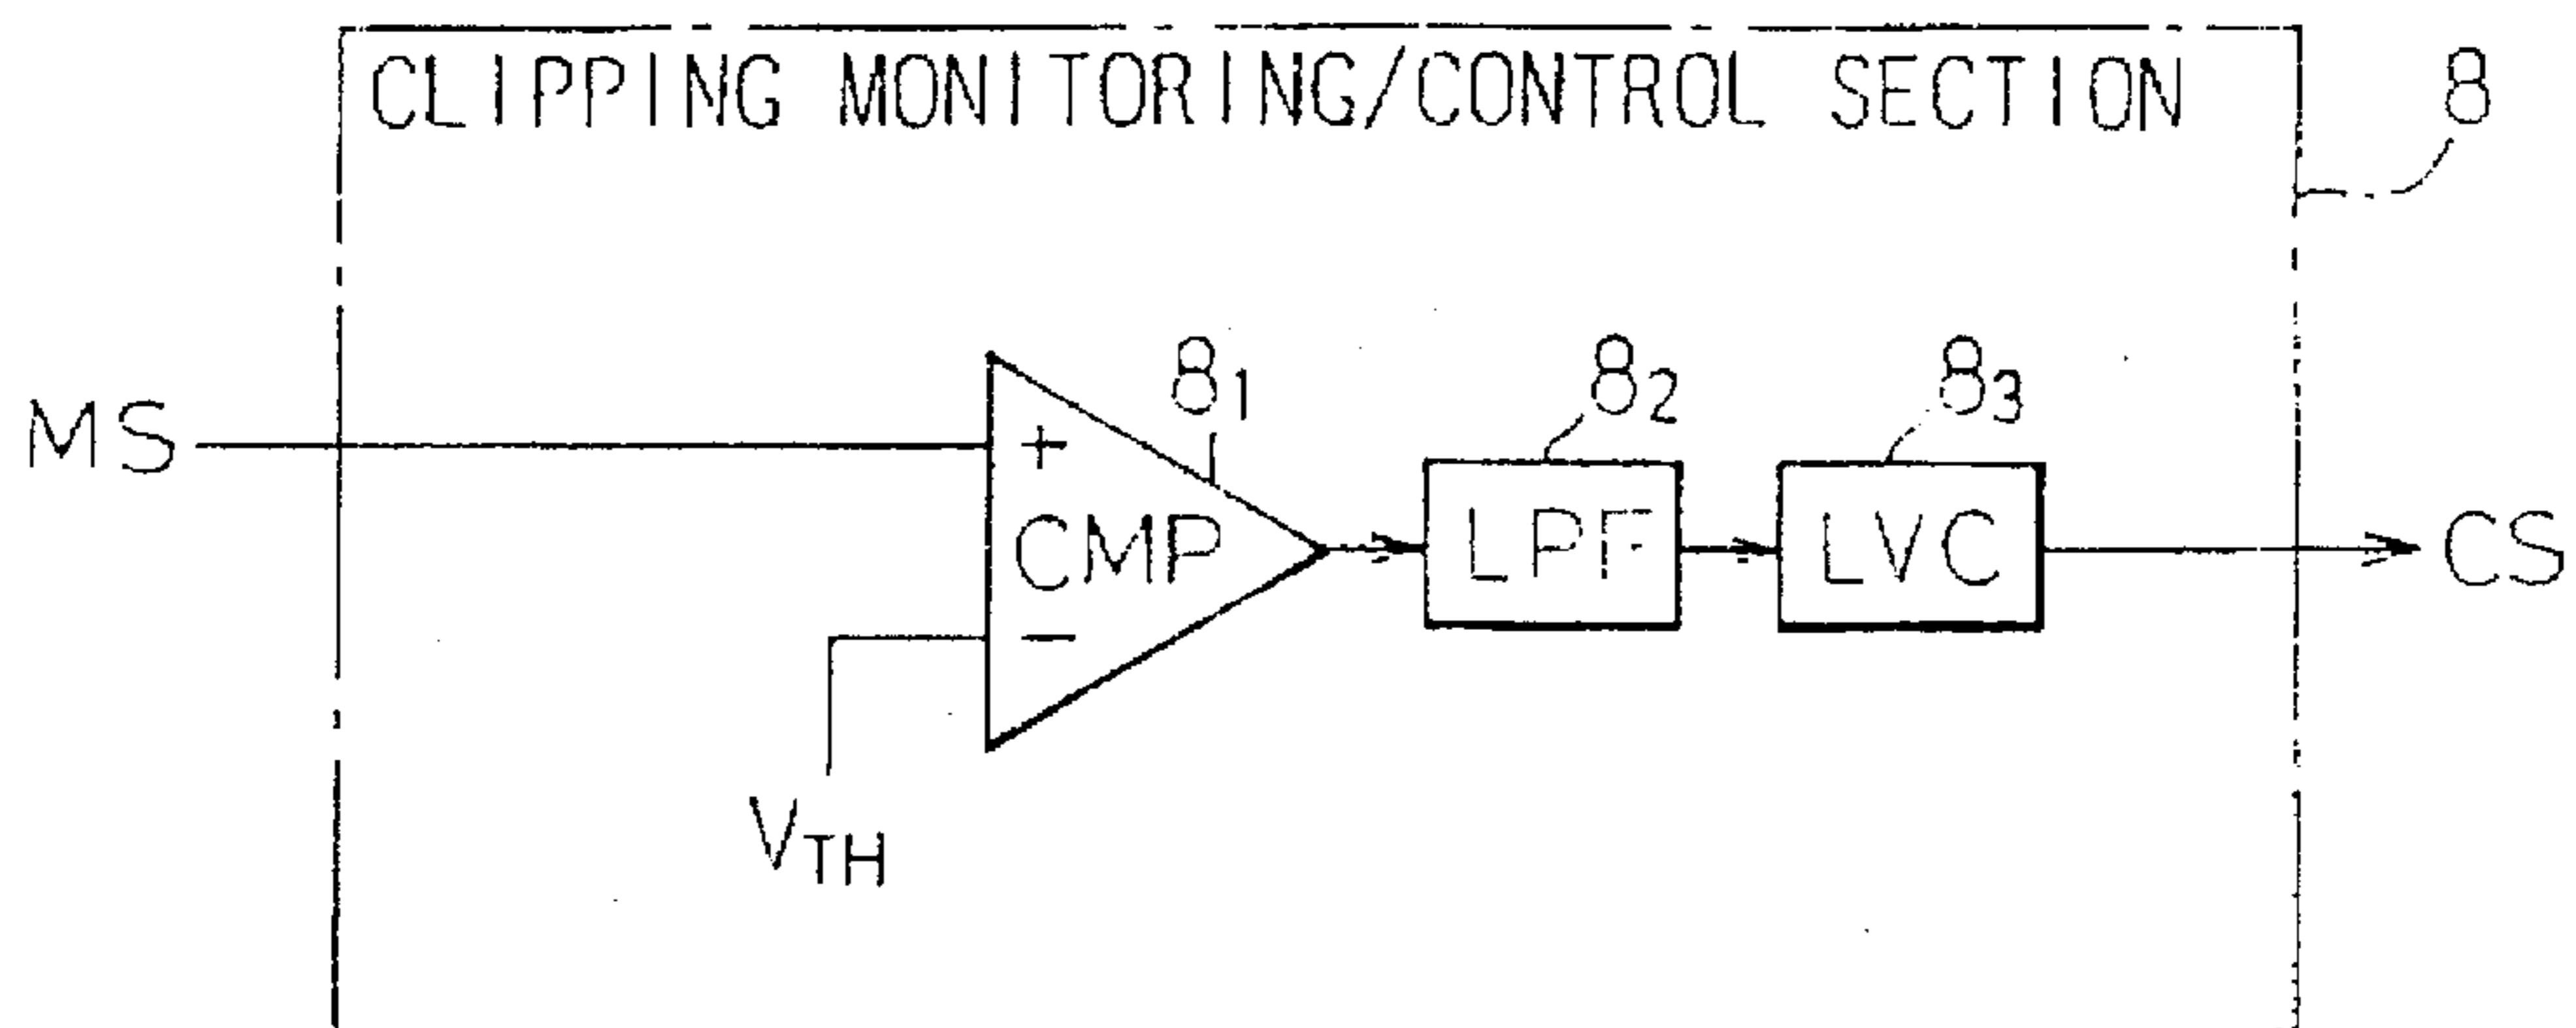 CLIPPING MONITORING/CONTROL SECTION
8
MS
+
CMP
−
8₁
LPF
8₂
LVC
8₃
CS
V_TH